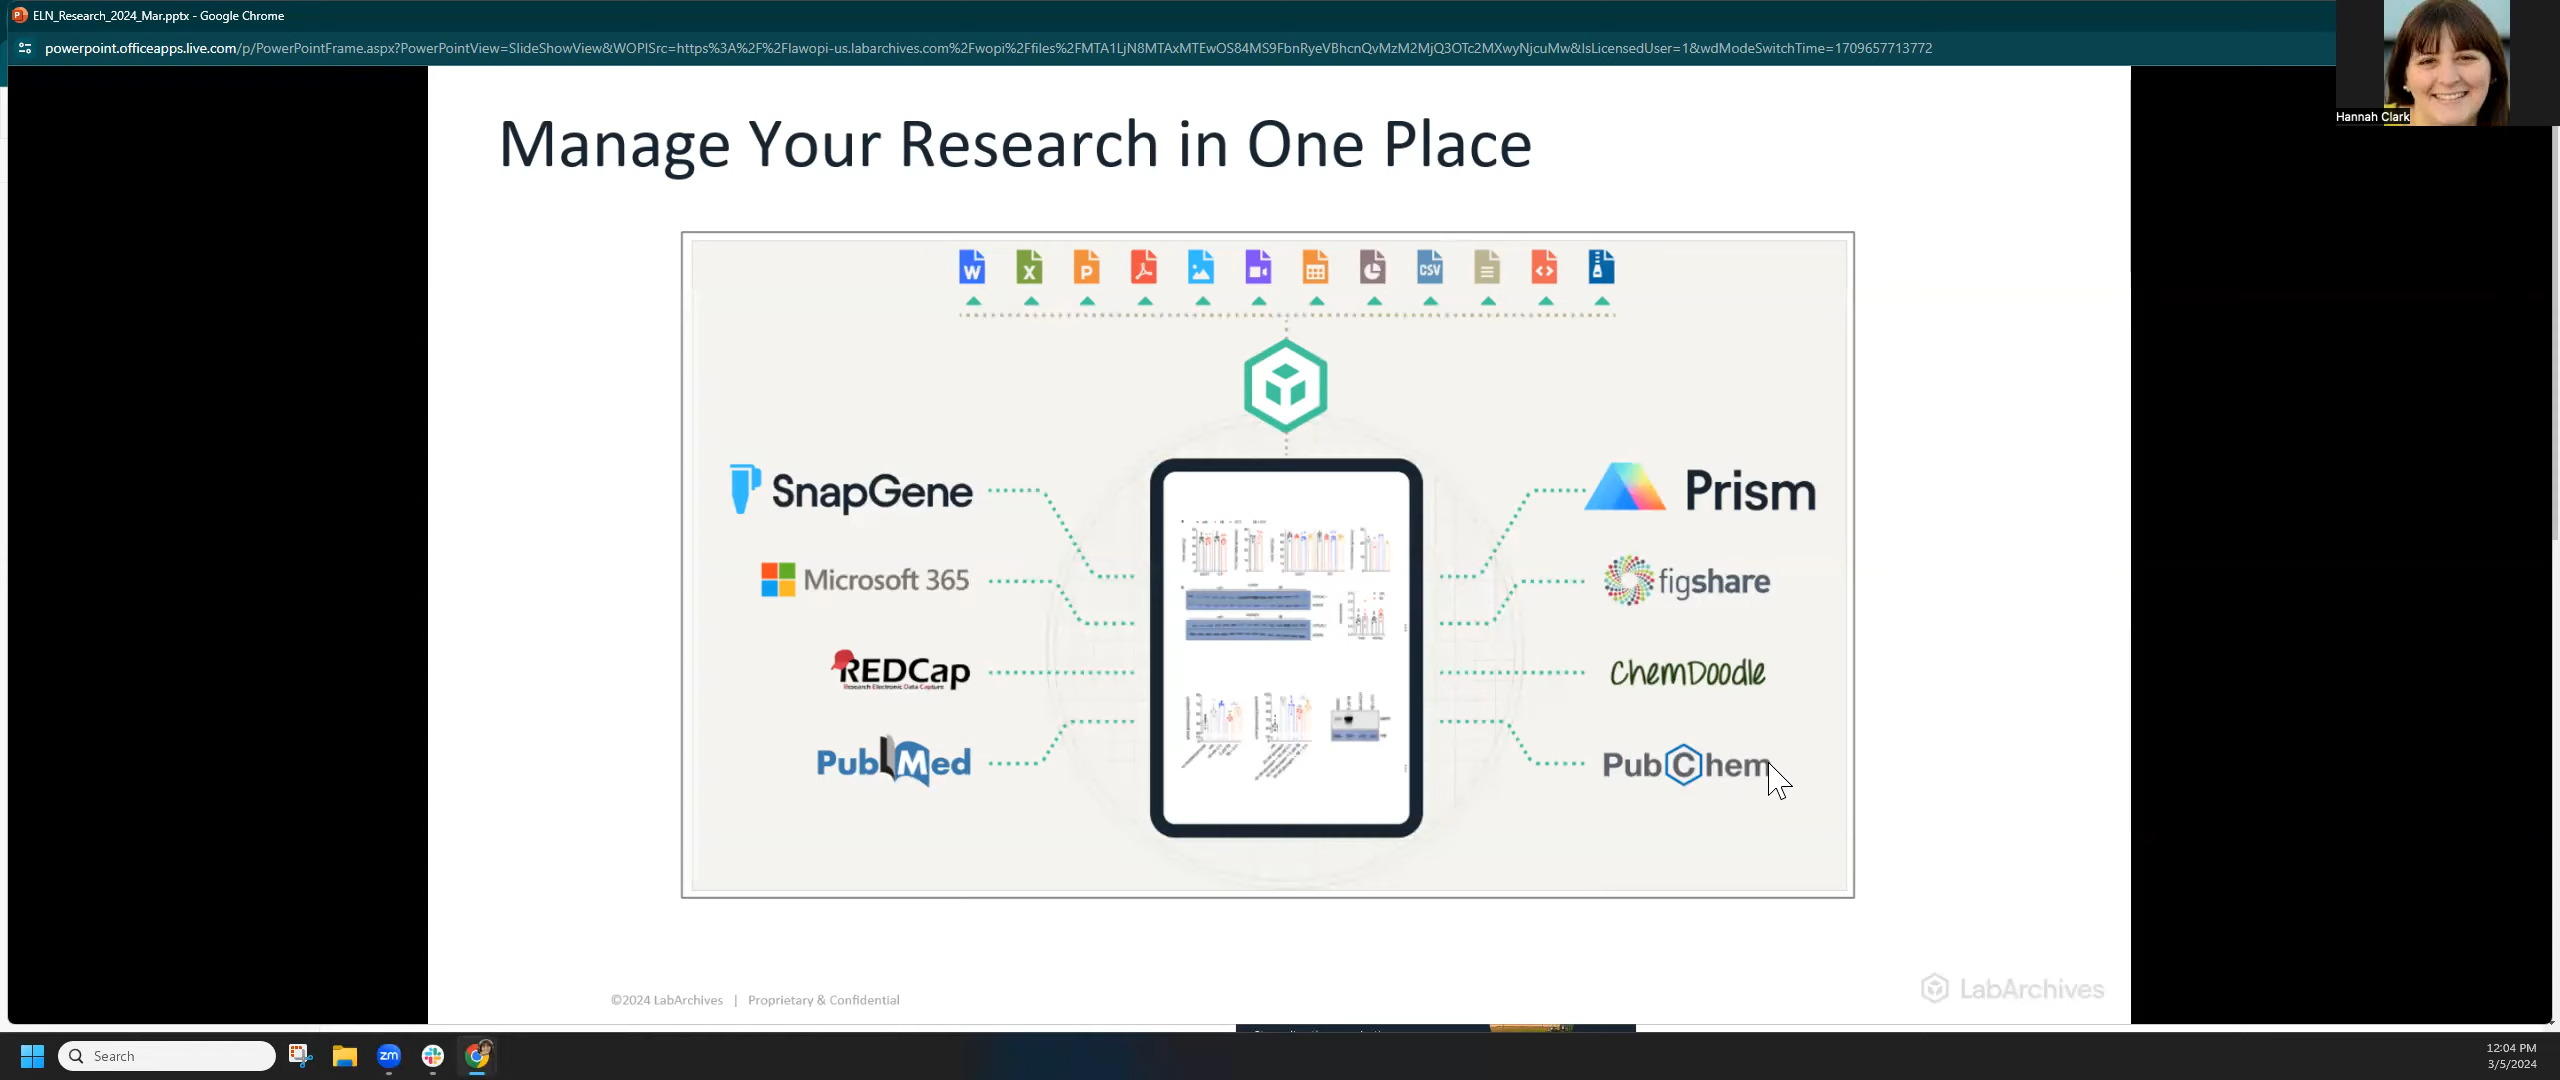 ELN_Research_2024_Mar.pptx - Google Chrome
powerpoint.officeapps.live.com/p/PowerPointFrame.aspx?PowerPointView=SlideShowView&WOPISrc=https%3A%2F%2Flawopi-us.labarchives.com%2Fwopi%2Ffiles%2FMTA1LjN8MTAxMTEwOS84MS9FbnRyeVBhcnQvMzM2MjQ3OTc2MXwyNjcuMw&IsLicensedUser=1&wdModeSwitchTime=1709657713772
Hannah Clark
Manage Your Research in One Place
W X P CSV
SnapGene
Prism
Microsoft 365
figshare
REDCap
Research Electronic Data Capture
ChemDoodle
PubMed
PubChem
©2024 LabArchives | Proprietary & Confidential
LabArchives
Search
zm
12:04 PM
3/5/2024